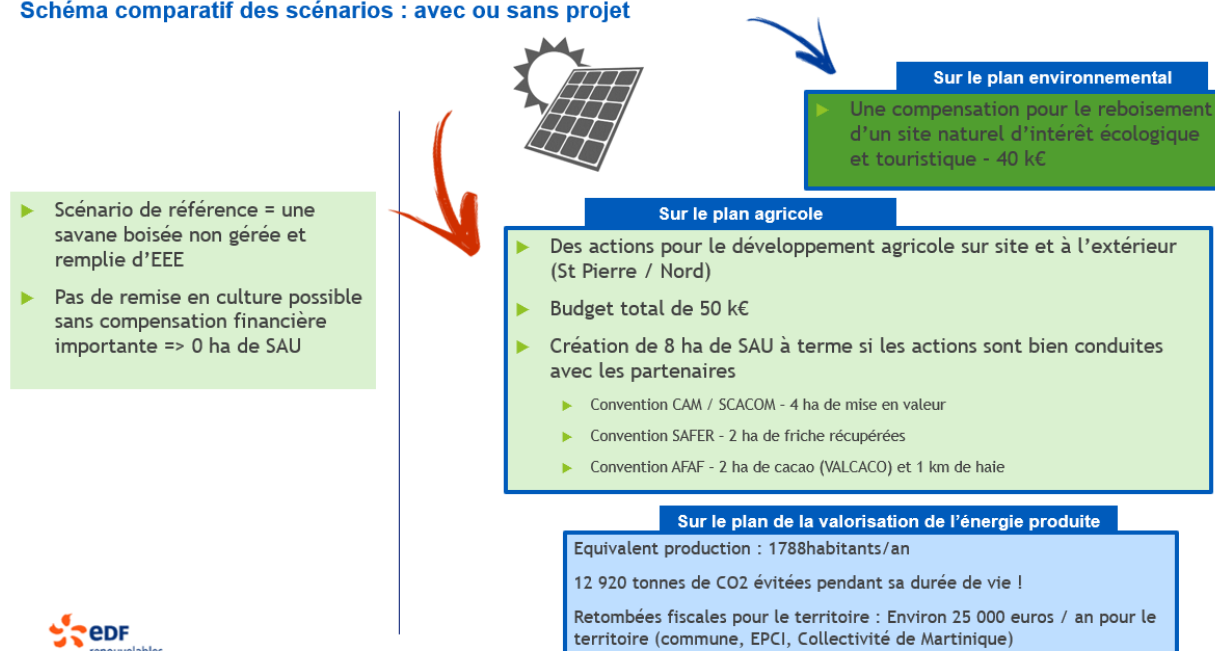 Schéma comparatif des scénarios : avec ou sans projet
Scénario de référence = une
savane boisée non gérée et
remplie d’EEE
Pas de remise en culture possible
sans compensation financière
importante => 0 ha de SAU
Sur le plan environnemental
Une compensation pour le reboisement
d’un site naturel d’intérêt écologique
et touristique - 40 k€
Sur le plan agricole
Des actions pour le développement agricole sur site et à l’extérieur
(St Pierre / Nord)
Budget total de 50 k€
Création de 8 ha de SAU à terme si les actions sont bien conduites
avec les partenaires
Convention CAM / SCACOM - 4 ha de mise en valeur
Convention SAFER - 2 ha de friche récupérées
Convention AFAF - 2 ha de cacao (VALCACO) et 1 km de haie
Sur le plan de la valorisation de l’énergie produite
Equivalent production : 1788habitants/an
12 920 tonnes de CO2 évitées pendant sa durée de vie !
Retombées fiscales pour le territoire : Environ 25 000 euros / an pour le
territoire (commune, EPCI, Collectivité de Martinique)
edf
renouvelables